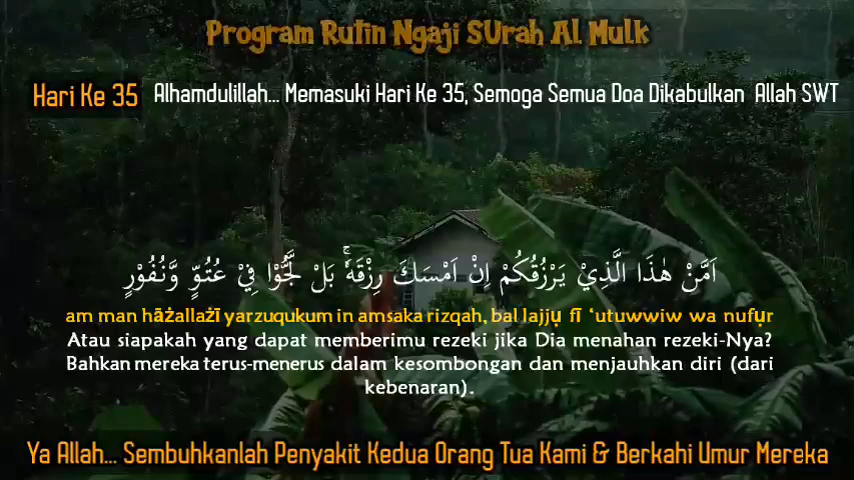 Program Rutin Ngaji SUrah Al Mulk
Hari Ke 35 Alhamdulillah... Memasuki Hari Ke 35, Semoga Semua Doa Dikabulkan Allah SWT
اَمَّنْ هٰذَا الَّذِيْ يَرْزُقُكُمْ اِنْ اَمْسَكَ رِزْقَهٗ ۚ بَلْ لَّجُّوْا فِيْ عُتُوٍّ وَّنُفُوْرٍ
am man hāżallażī yarzuqukum in amsaka rizqah, bal lajjụ fī ‘utuwwiw wa nufụr
Atau siapakah yang dapat memberimu rezeki jika Dia menahan rezeki-Nya?
Bahkan mereka terus-menerus dalam kesombongan dan menjauhkan diri (dari
kebenaran).
Ya Allah... Sembuhkanlah Penyakit Kedua Orang Tua Kami & Berkahi Umur Mereka